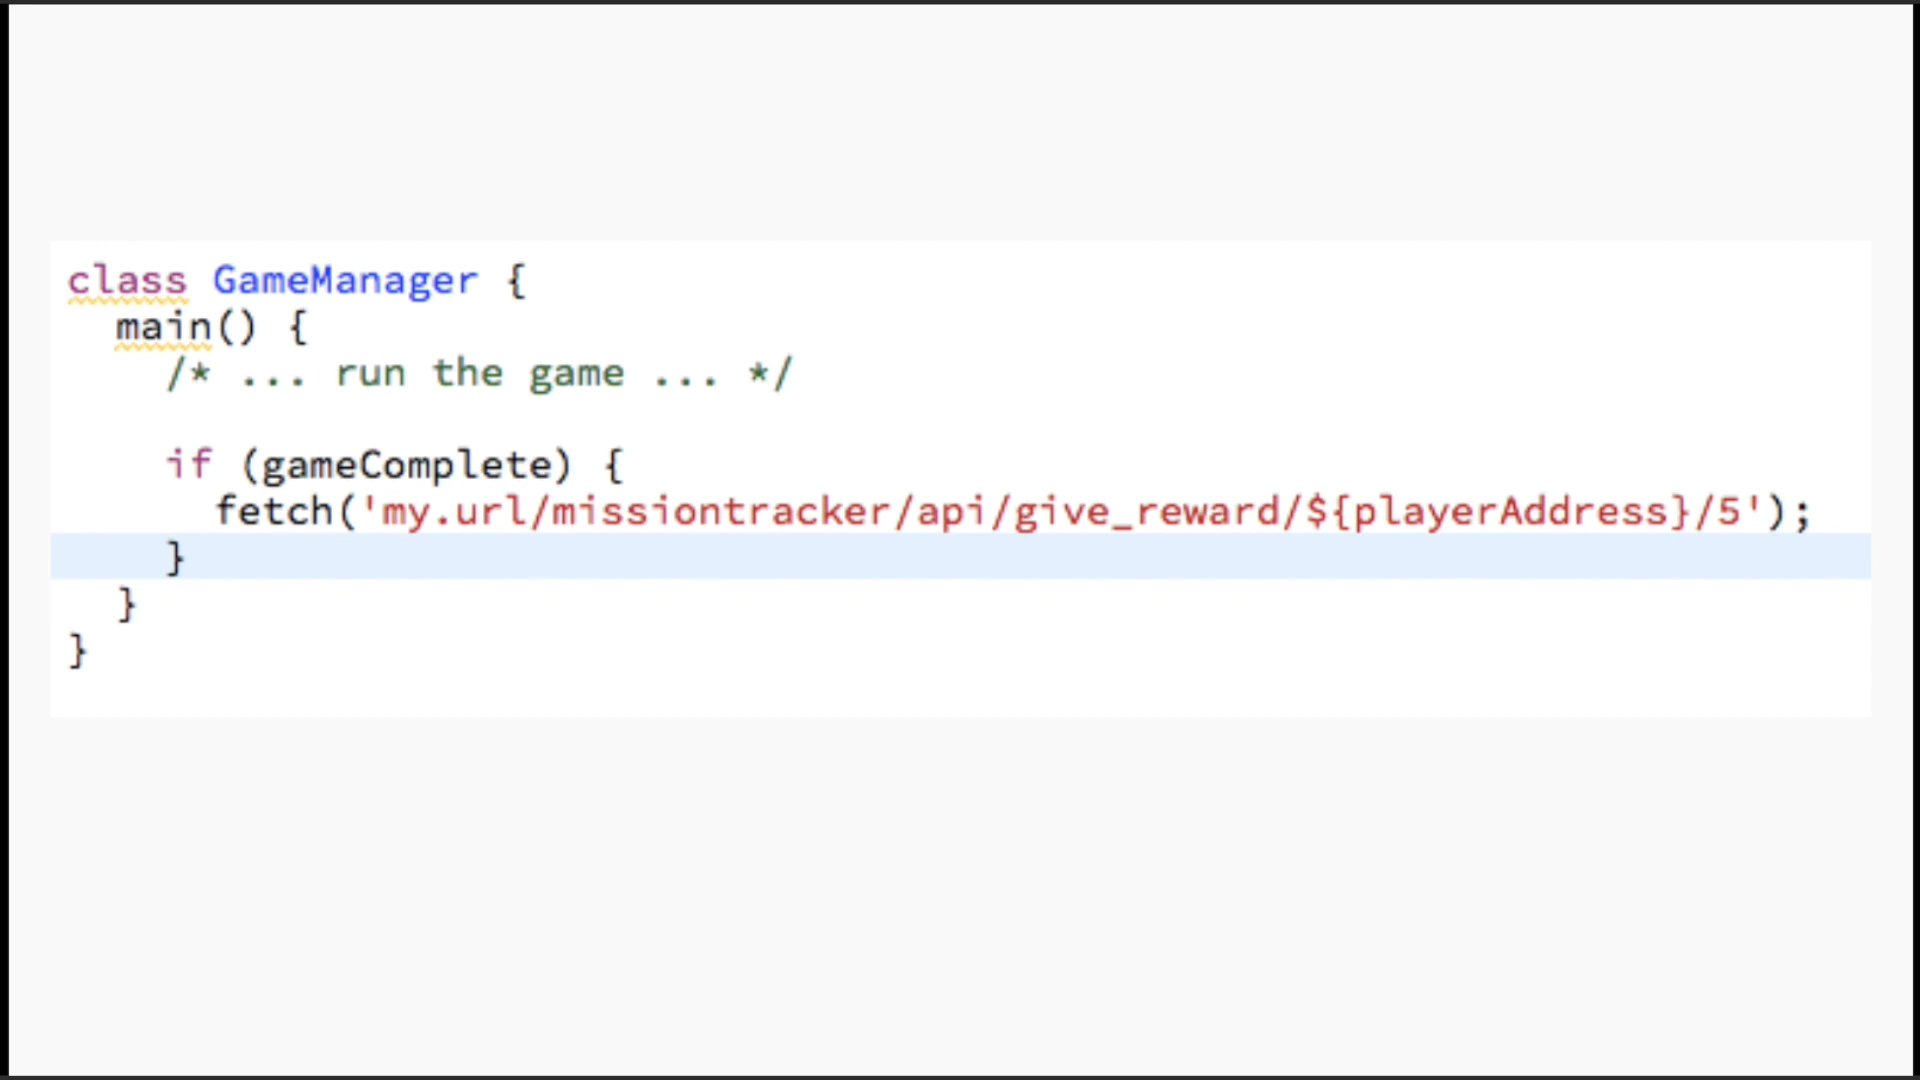 class GameManager {
main() {
/* ... run the game ... */
if (gameComplete) {
fetch('my.url/missiontracker/api/give_reward/${playerAddress}/5');
}
}
}